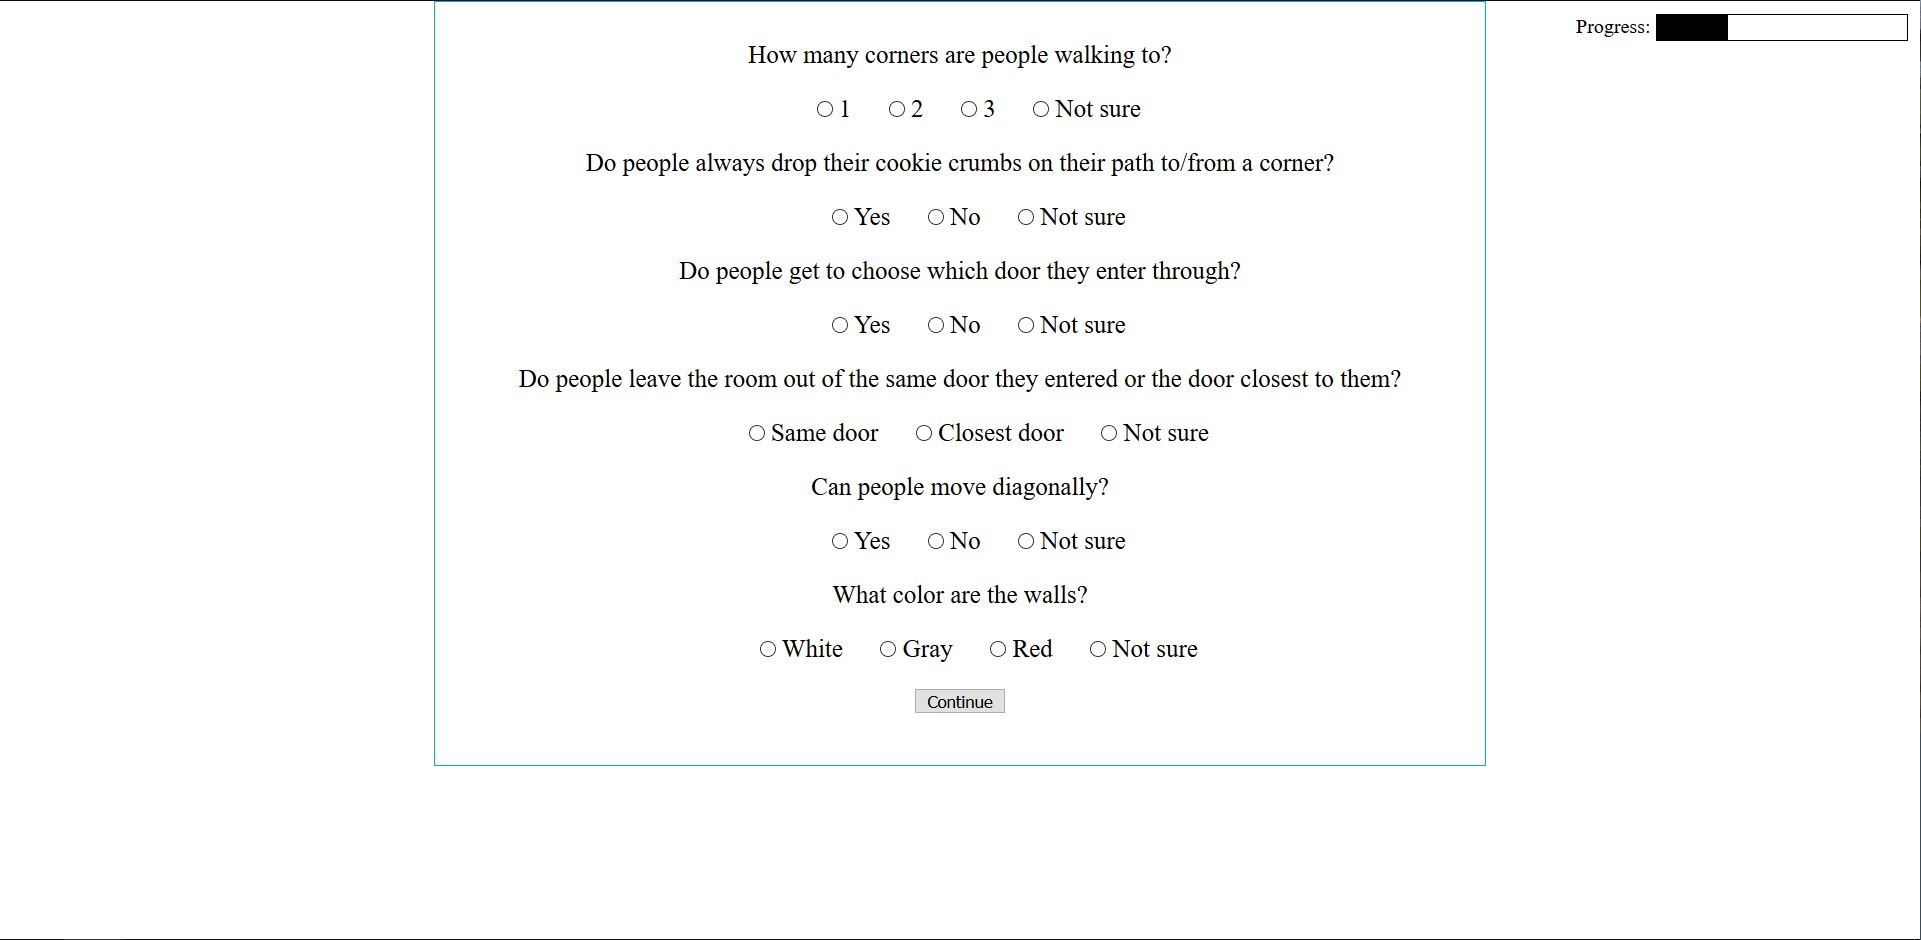 Progress:
How many corners are people walking to?
1 2 3 Not sure
Do people always drop their cookie crumbs on their path to/from a corner?
Yes No Not sure
Do people get to choose which door they enter through?
Yes No Not sure
Do people leave the room out of the same door they entered or the door closest to them?
Same door Closest door Not sure
Can people move diagonally?
Yes No Not sure
What color are the walls?
White Gray Red Not sure
Continue